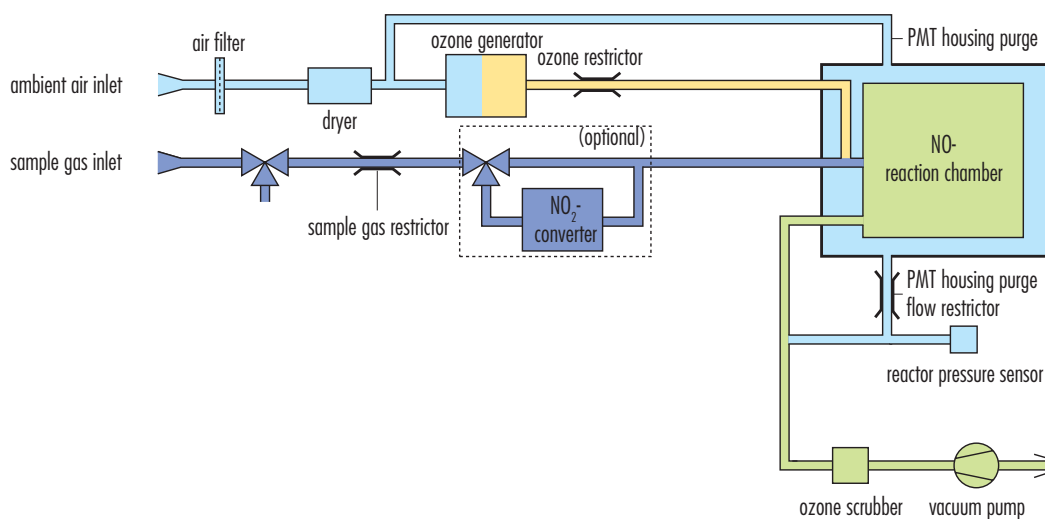 air filter
ozone generator
ozone restrictor
PMT housing purge
ambient air inlet
dryer
(optional)
sample gas inlet
NO-
reaction chamber
sample gas restrictor
NO₂-
converter
PMT housing purge
flow restrictor
reactor pressure sensor
ozone scrubber
vacuum pump